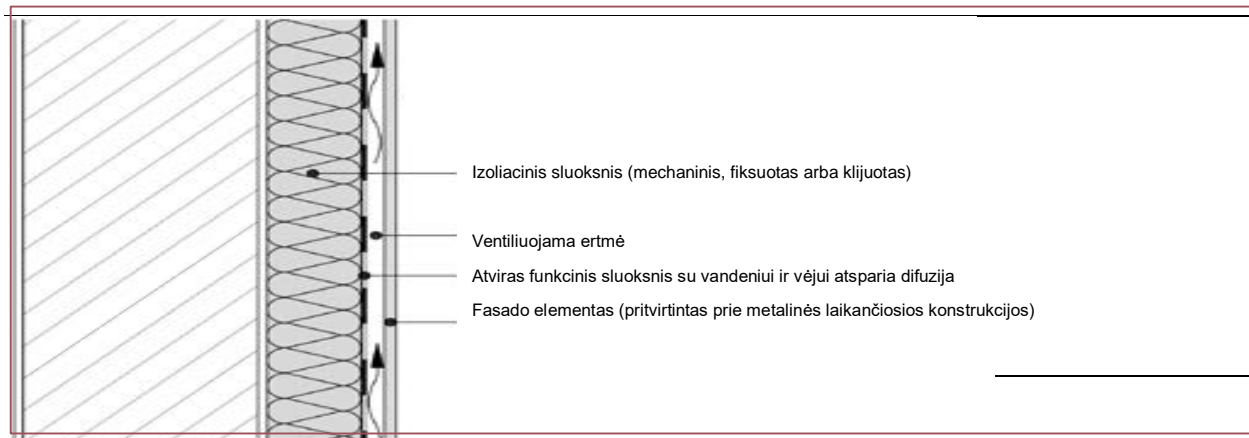 Izoliacinis sluoksnis (mechaninis, fiksuotas arba klijuotas)
Ventiliuojama ertmė
Atviras funkcinis sluoksnis su vandeniui ir vėjui atsparia difuzija
Fasado elementas (pritvirtintas prie metalinės laikančiosios konstrukcijos)